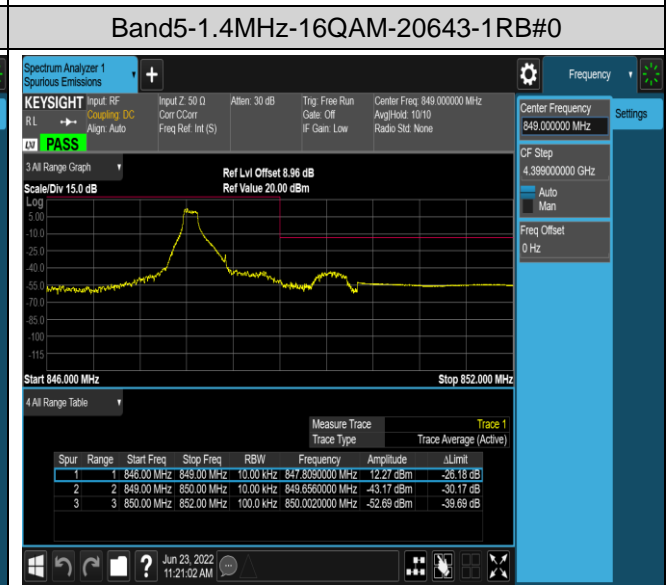 Band5-1.4MHz-16QAM-20643-1RB#0
Spectrum Analyzer 1
Spurious Emissions
+
Frequency
KEYSIGHT Input: RF Input Z: 50 Ω Atten: 30 dB Trig: Free Run Center Freq: 849.000000 MHz
RL Coupling: DC Corr CCorr Gate: Off Avg|Hold: 10/10
Align: Auto Freq Ref: Int (S) IF Gain: Low Radio Std: None
LXI PASS
3 All Range Graph
Ref Lvl Offset 8.96 dB
Scale/Div 15.0 dB Ref Value 20.00 dBm
Log
5.00
-10.0
-25.0
-40.0
-55.0
-70.0
-85.0
-100
-115
Start 846.000 MHz Stop 852.000 MHz
4 All Range Table
Measure Trace Trace 1
Trace Type Trace Average (Active)
Spur Range Start Freq Stop Freq RBW Frequency Amplitude ΔLimit
1 1 846.00 MHz 849.00 MHz 10.00 kHz 847.8090000 MHz 12.27 dBm -26.18 dB
2 2 849.00 MHz 850.00 MHz 10.00 kHz 849.6560000 MHz -43.17 dBm -30.17 dB
3 3 850.00 MHz 852.00 MHz 100.0 kHz 850.0020000 MHz -52.69 dBm -39.69 dB
Center Frequency
849.000000 MHz
Settings
CF Step
4.399000000 GHz
Auto
Man
Freq Offset
0 Hz
?
Jun 23, 2022
11:21:02 AM